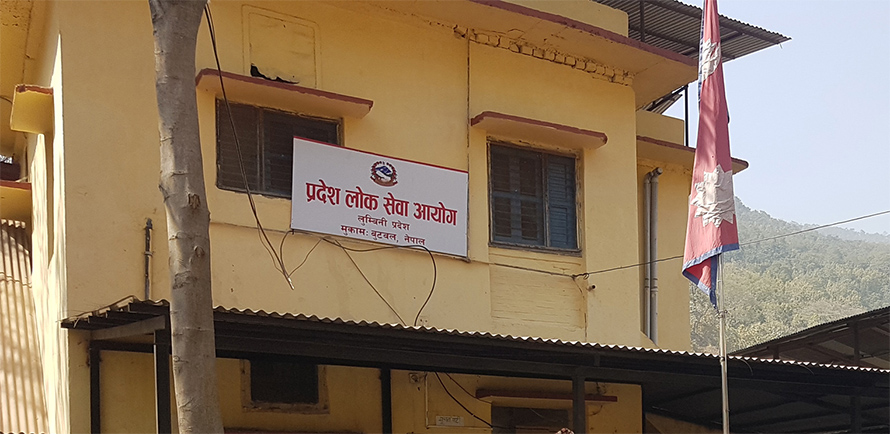 प्रदेश लोक सेवा आयोग
लुम्बिनी प्रदेश
मुकामः बुटवल, नेपाल